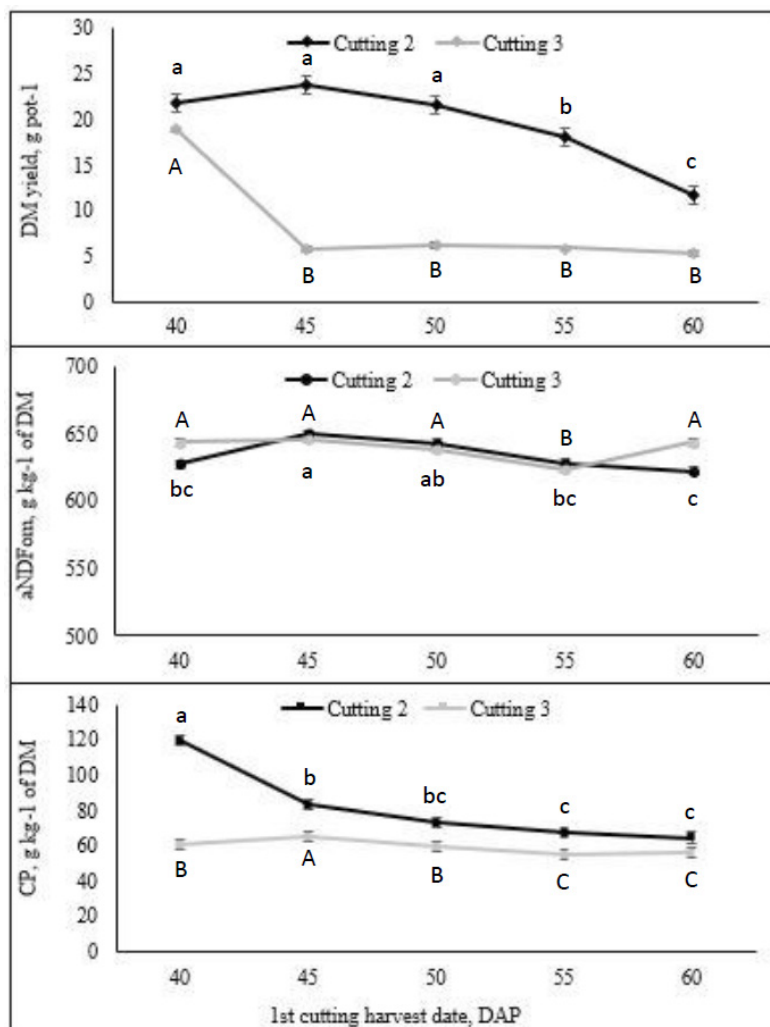 30
Cutting 2
Cutting 3
25
a
a
a
20
b
15
A
c
10
5
B
B
B
B
0
40
45
50
55
60
DM yield, g pot-1
700
Cutting 2
Cutting 3
A
A
A
B
A
650
600
bc
a
ab
bc
c
550
500
40
45
50
55
60
aNDFom, g kg-1 of DM
140
Cutting 2
Cutting 3
a
120
100
b
bc
c
c
80
60
40
B
A
B
C
C
20
0
40
45
50
55
60
CP, g kg-1 of DM
1st cutting harvest date, DAP